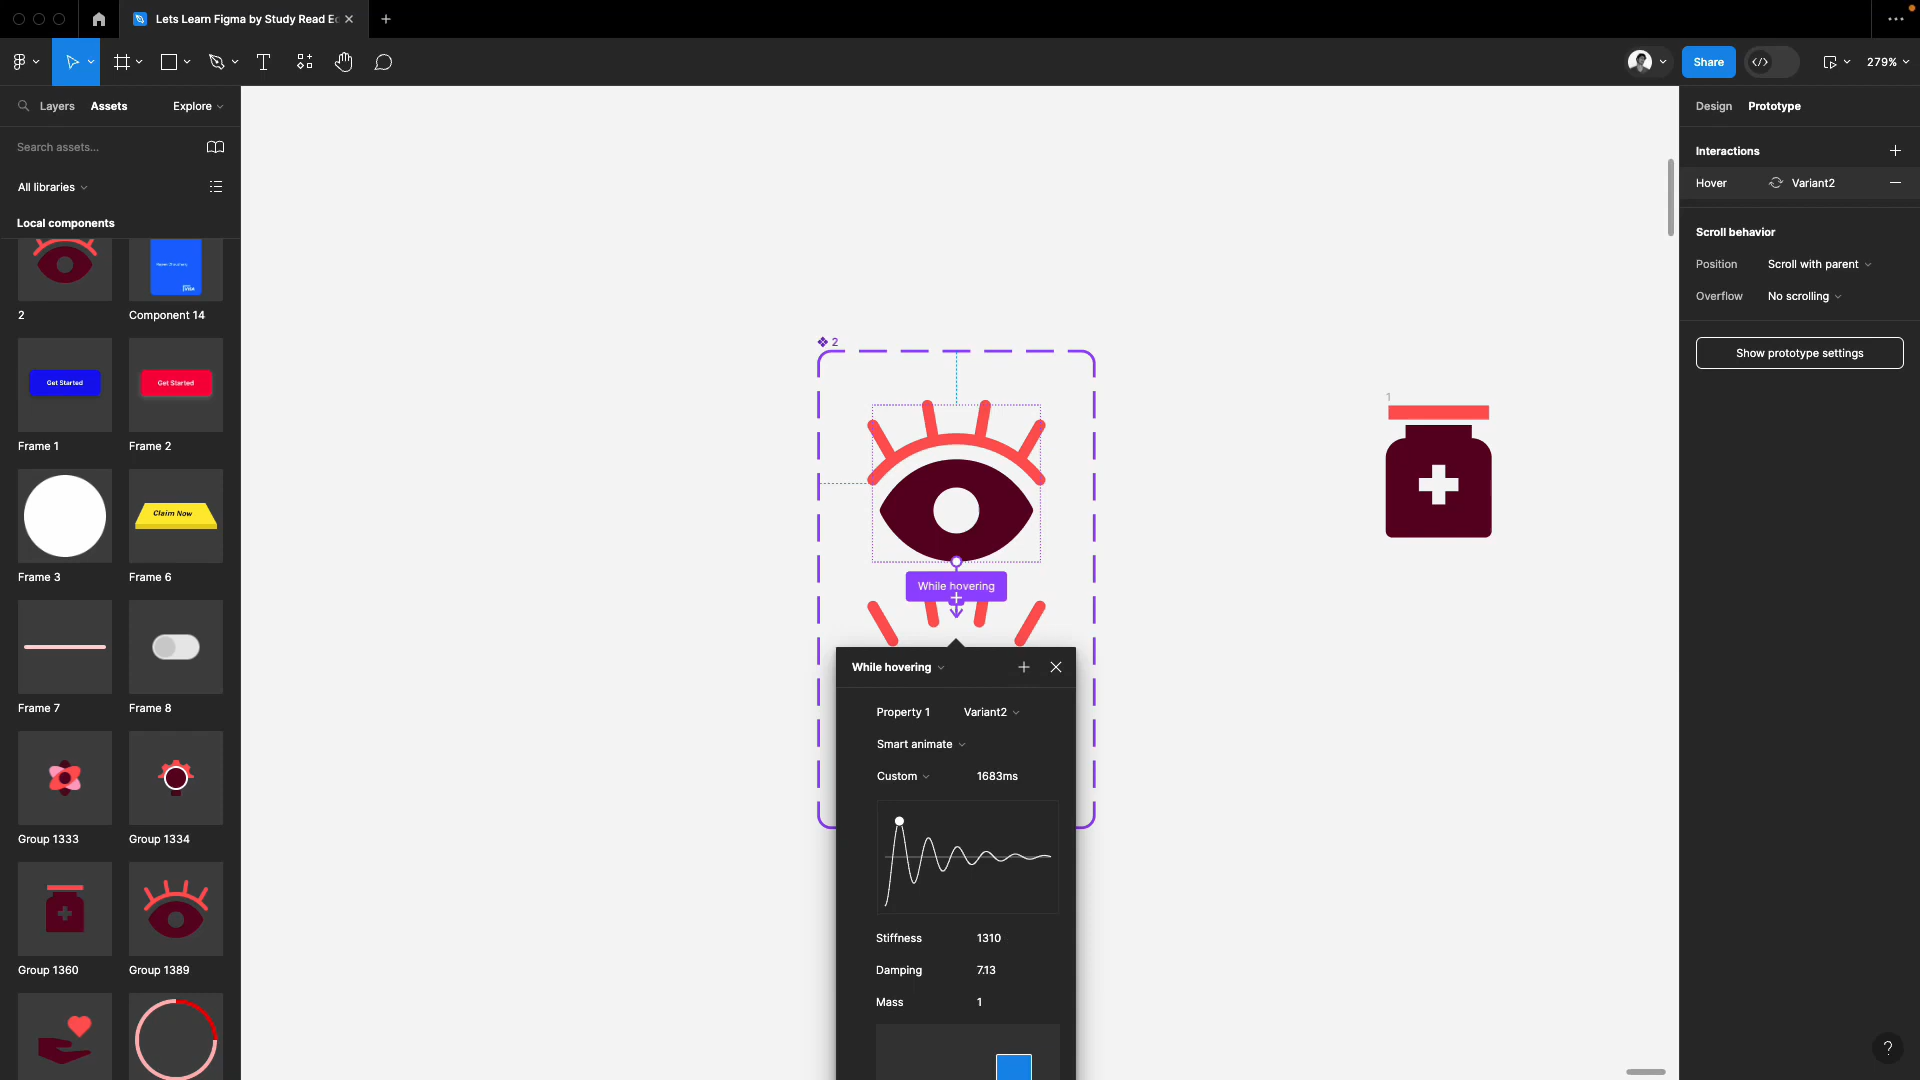 Lets Learn Figma by Study Read Ec
Share
279%
Layers
Assets
Explore
Search assets...
All libraries
Local components
2
Component 14
Get Started
Get Started
Frame 1
Frame 2
Claim Now
Frame 3
Frame 6
Frame 7
Frame 8
Group 1333
Group 1334
Group 1360
Group 1389
2
While hovering
1
While hovering
Property 1
Variant2
Smart animate
Custom
1683ms
Stiffness
1310
Damping
7.13
Mass
1
Design
Prototype
Interactions
Hover
Variant2
Scroll behavior
Position
Scroll with parent
Overflow
No scrolling
Show prototype settings
?